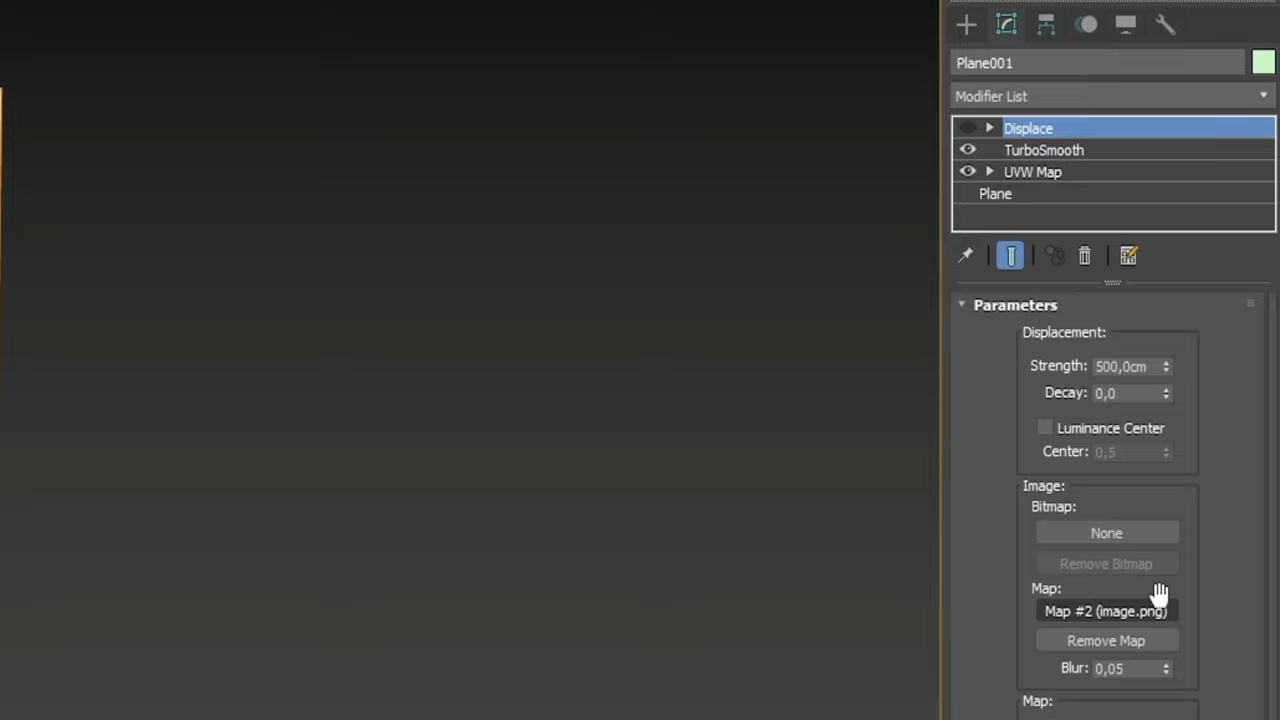 Plane001
Modifier List
Displace
TurboSmooth
UVW Map
Plane
Parameters
Displacement:
Strength: 500,0cm
Decay: 0,0
Luminance Center
Center: 0,5
Image:
Bitmap:
None
Remove Bitmap
Map:
Map #2 (image.png)
Remove Map
Blur: 0,05
Map: